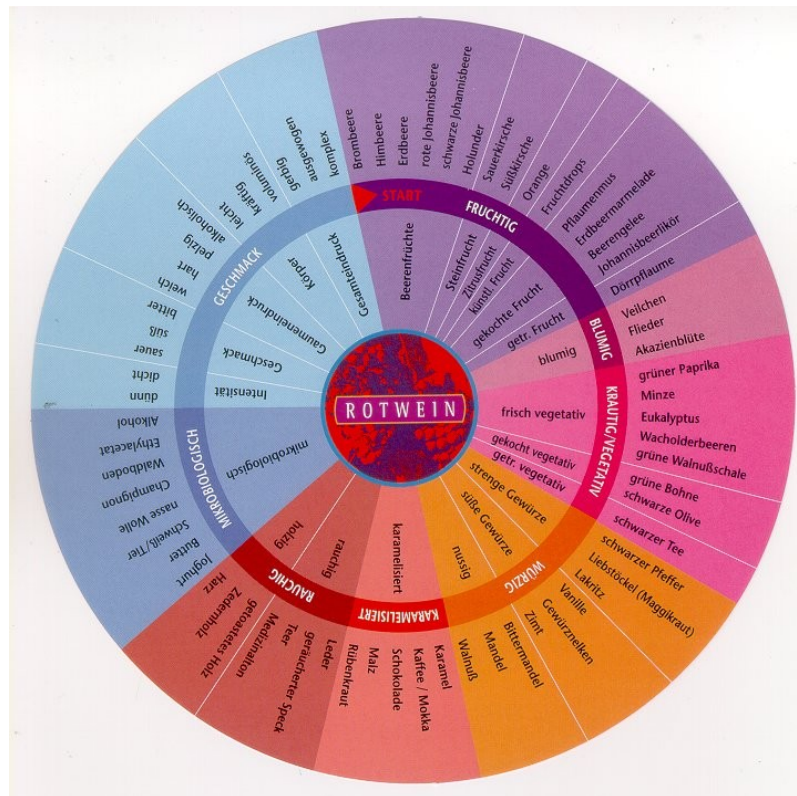 ROTWEIN
START
FRUCHTIG
Beerenfrüchte
Brombeere
Himbeere
Erdbeere
rote Johannisbeere
schwarze Johannisbeere
Holunder
Steinfrucht
Sauerkirsche
Süßkirsche
Zitrusfrucht
Orange
künstl. Frucht
Fruchtdrops
gekochte Frucht
Pflaumenmus
Erdbeermarmelade
Beerengelee
Johannisbeerlikör
getr. Frucht
Dörrpflaume
BLUMIG
blumig
Veilchen
Flieder
Akazienblüte
KRAUTIG/VEGETATIV
frisch vegetativ
grüner Paprika
Minze
Eukalyptus
Wacholderbeeren
grüne Walnußschale
gekocht vegetativ
grüne Bohne
schwarze Olive
getr. vegetativ
schwarzer Tee
WÜRZIG
strenge Gewürze
schwarzer Pfeffer
Liebstöckel (Maggikraut)
Lakritz
süße Gewürze
Vanille
Gewürznelken
Zimt
nussig
Bittermandel
Mandel
Walnuß
KARAMELISIERT
karamelisiert
Karamel
Kaffee / Mokka
Schokolade
Malz
Rübenkraut
RAUCHIG
rauchig
Leder
geräucherter Speck
Teer
Medizinalton
holzig
getoastetes Holz
Zedernholz
Harz
MIKROBIOLOGISCH
mikrobiologisch
Joghurt
Butter
Schweiß/Tier
nasse Wolle
Champignon
Waldboden
Ethylacetat
Alkohol
GESCHMACK
Intensität
dünn
dicht
Geschmack
sauer
süß
bitter
Gaumeneindruck
weich
hart
pelzig
alkoholisch
Körper
leicht
kräftig
voluminös
Gesamteindruck
gerbig
ausgewogen
komplex